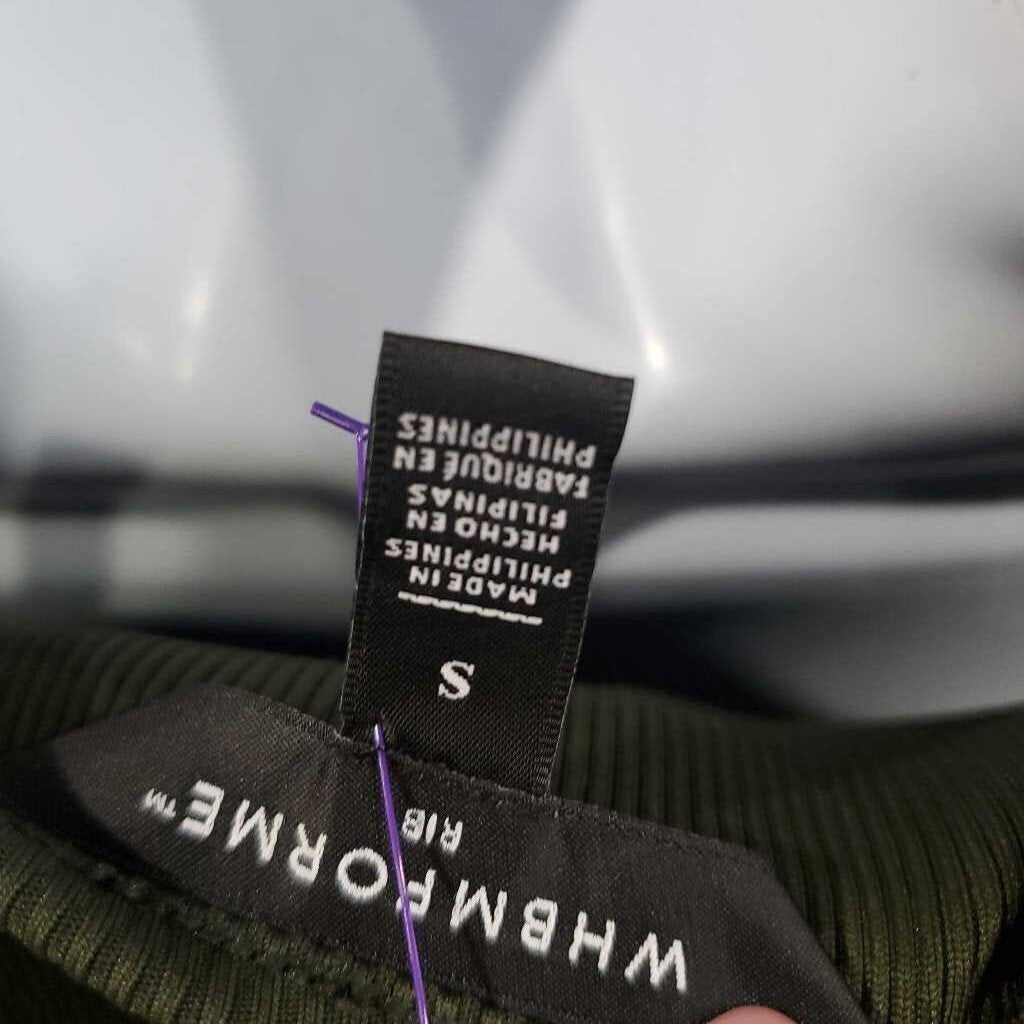 WHBMFORME™
RIB
S
MADE IN
PHILIPPINES
HECHO EN
FILIPINAS
FABRIQUÉ EN
PHILIPPINES